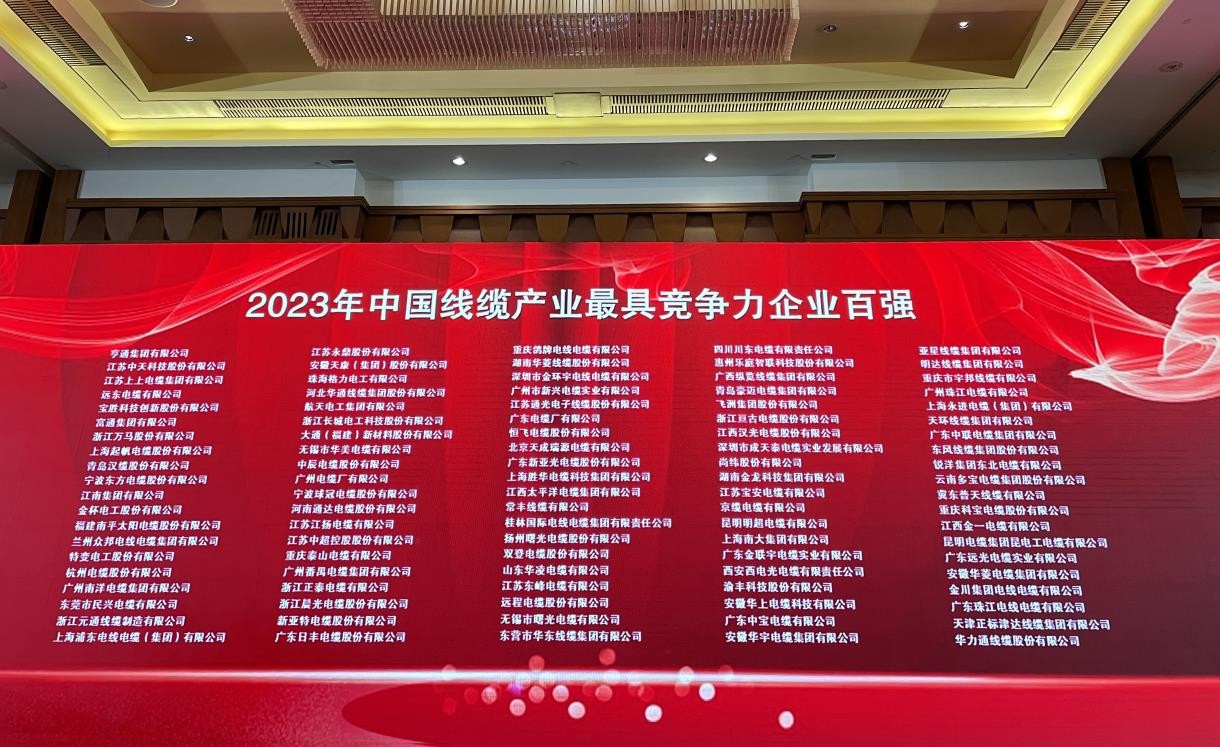 2023年中国线缆产业最具竞争力企业百强
亨通集团有限公司
江苏中天科技股份有限公司
江苏上上电缆集团有限公司
远东电缆有限公司
宝胜科技创新股份有限公司
富通集团有限公司
浙江万马股份有限公司
上海起帆电缆股份有限公司
青岛汉缆股份有限公司
宁波东方电缆股份有限公司
江南集团有限公司
金杯电工股份有限公司
福建南平太阳电缆股份有限公司
兰州众邦电线电缆集团有限公司
特变电工股份有限公司
杭州电缆股份有限公司
广州南洋电缆集团有限公司
东莞市民兴电缆有限公司
浙江元通线缆制造有限公司
上海浦东电线电缆（集团）有限公司
江苏永鼎股份有限公司
安徽天康（集团）股份有限公司
珠海格力电工有限公司
河北华通线缆集团股份有限公司
航天电工集团有限公司
浙江长城电工科技股份有限公司
大通（福建）新材料股份有限公司
无锡市华美电缆有限公司
中辰电缆股份有限公司
广州电缆厂有限公司
宁波球冠电缆股份有限公司
河南通达电缆股份有限公司
江苏江扬电缆有限公司
江苏中超控股股份有限公司
重庆泰山电缆有限公司
广州番禺电缆集团有限公司
浙江正泰电缆有限公司
浙江晨光电缆股份有限公司
新亚特电缆股份有限公司
广东日丰电缆股份有限公司
重庆鸽牌电线电缆有限公司
湖南华菱线缆股份有限公司
深圳市金环宇电线电缆有限公司
广州市新兴电缆实业有限公司
江苏通光电子线缆股份有限公司
广东电缆厂有限公司
恒飞电缆股份有限公司
北京天成瑞源电缆有限公司
广东新亚光电缆股份有限公司
上海胜华电缆科技集团有限公司
江西太平洋电缆集团有限公司
常丰线缆有限公司
桂林国际电线电缆集团有限责任公司
扬州曙光电缆股份有限公司
双登电缆股份有限公司
山东华凌电缆有限公司
江苏东峰电缆有限公司
远程电缆股份有限公司
无锡市曙光电缆有限公司
东营市华东线缆集团有限公司
四川川东电缆有限责任公司
惠州乐庭智联科技股份有限公司
广西纵览线缆集团有限公司
青岛豪迈电缆集团有限公司
飞洲集团股份有限公司
浙江亘古电缆股份有限公司
江西汉光电缆股份有限公司
深圳市成天泰电缆实业发展有限公司
尚纬股份有限公司
湖南金龙科技集团有限公司
江苏宝安电缆有限公司
京缆电缆有限公司
昆明明超电缆有限公司
上海南大集团有限公司
广东金联宇电缆实业有限公司
西安西电光电缆有限责任公司
渝丰科技股份有限公司
安徽华上电缆科技有限公司
广东中宝电缆有限公司
安徽华宇电缆集团有限公司
亚星线缆集团有限公司
明达线缆集团有限公司
重庆市宇邦线缆有限公司
广州珠江电缆有限公司
上海永进电缆（集团）有限公司
天环线缆集团有限公司
广东中联电缆集团有限公司
东风线缆集团股份有限公司
锐洋集团东北电缆有限公司
云南多宝电缆集团股份有限公司
冀东普天线缆有限公司
重庆科宝电缆股份有限公司
江西金一电缆有限公司
昆明电缆集团昆电工电缆有限公司
广东远光电缆实业有限公司
安徽华菱电缆集团有限公司
金川集团电线电缆有限公司
广东珠江电线电缆有限公司
天津正标津达线缆集团有限公司
华力通线缆股份有限公司